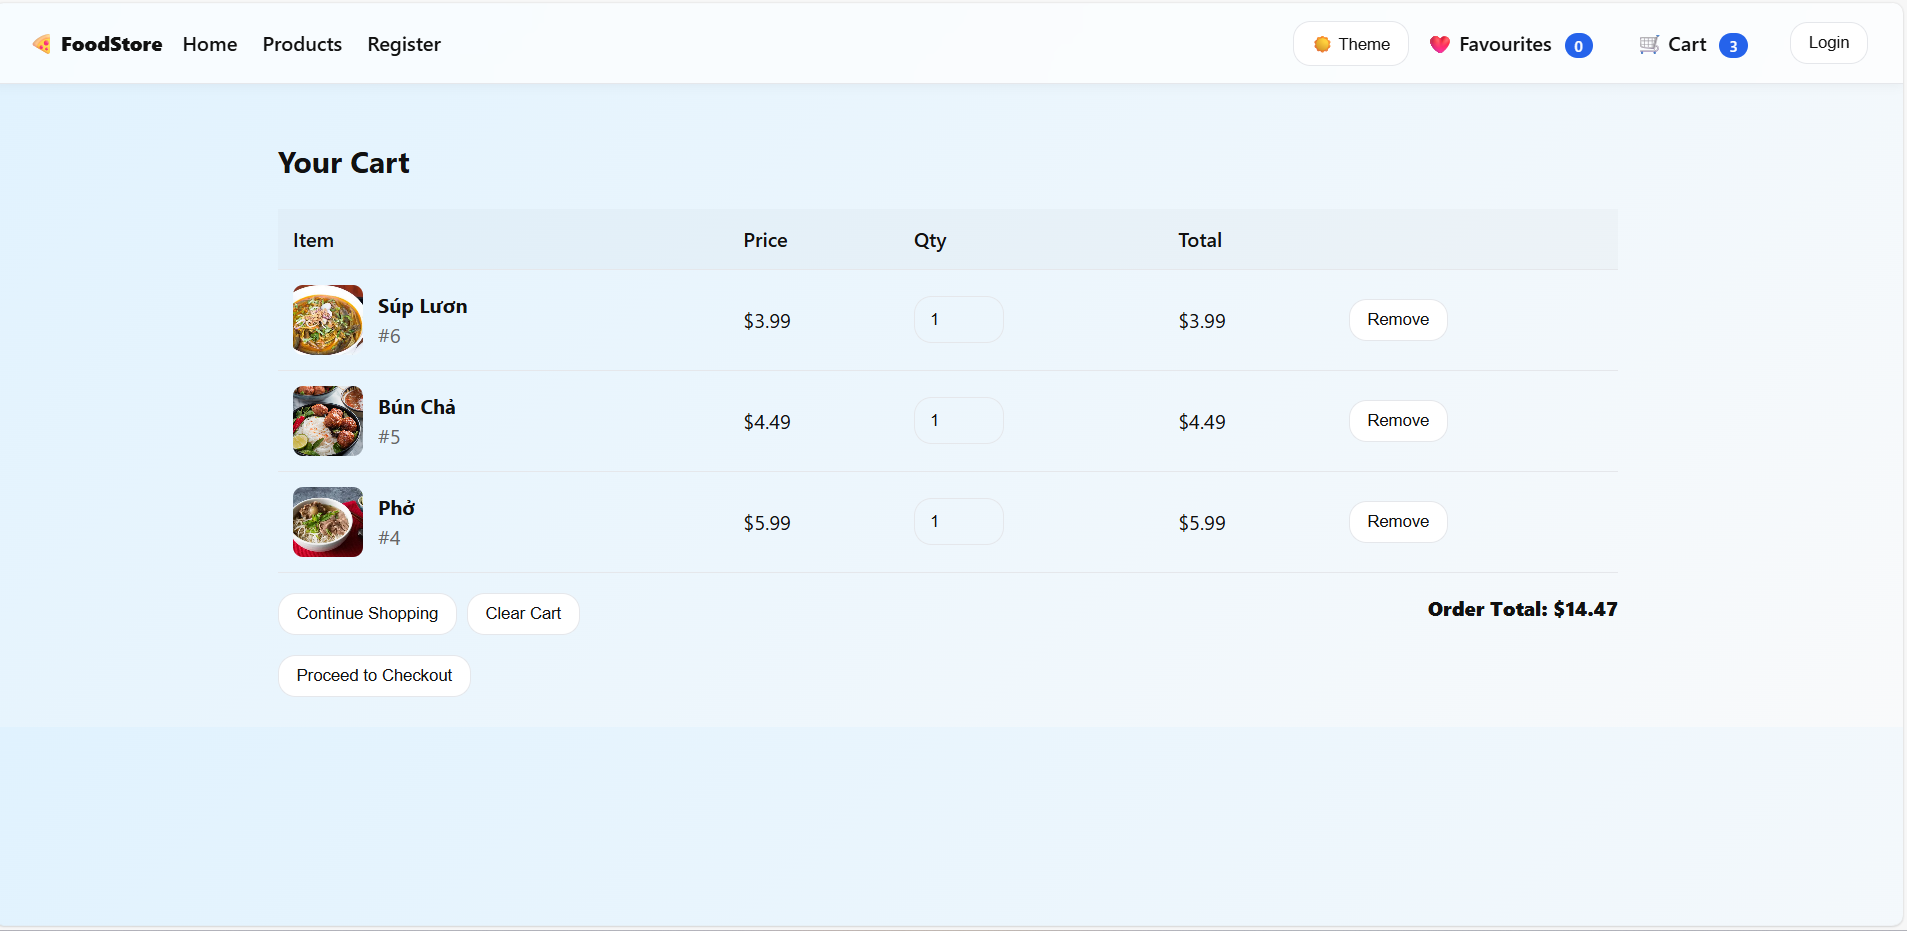 FoodStore Home Products Register Theme Favourites 0 Cart 3 Login
Your Cart
Item Price Qty Total
Súp Lươn
#6
$3.99 1 $3.99 Remove
Bún Chả
#5
$4.49 1 $4.49 Remove
Phở
#4
$5.99 1 $5.99 Remove
Continue Shopping Clear Cart Order Total: $14.47
Proceed to Checkout